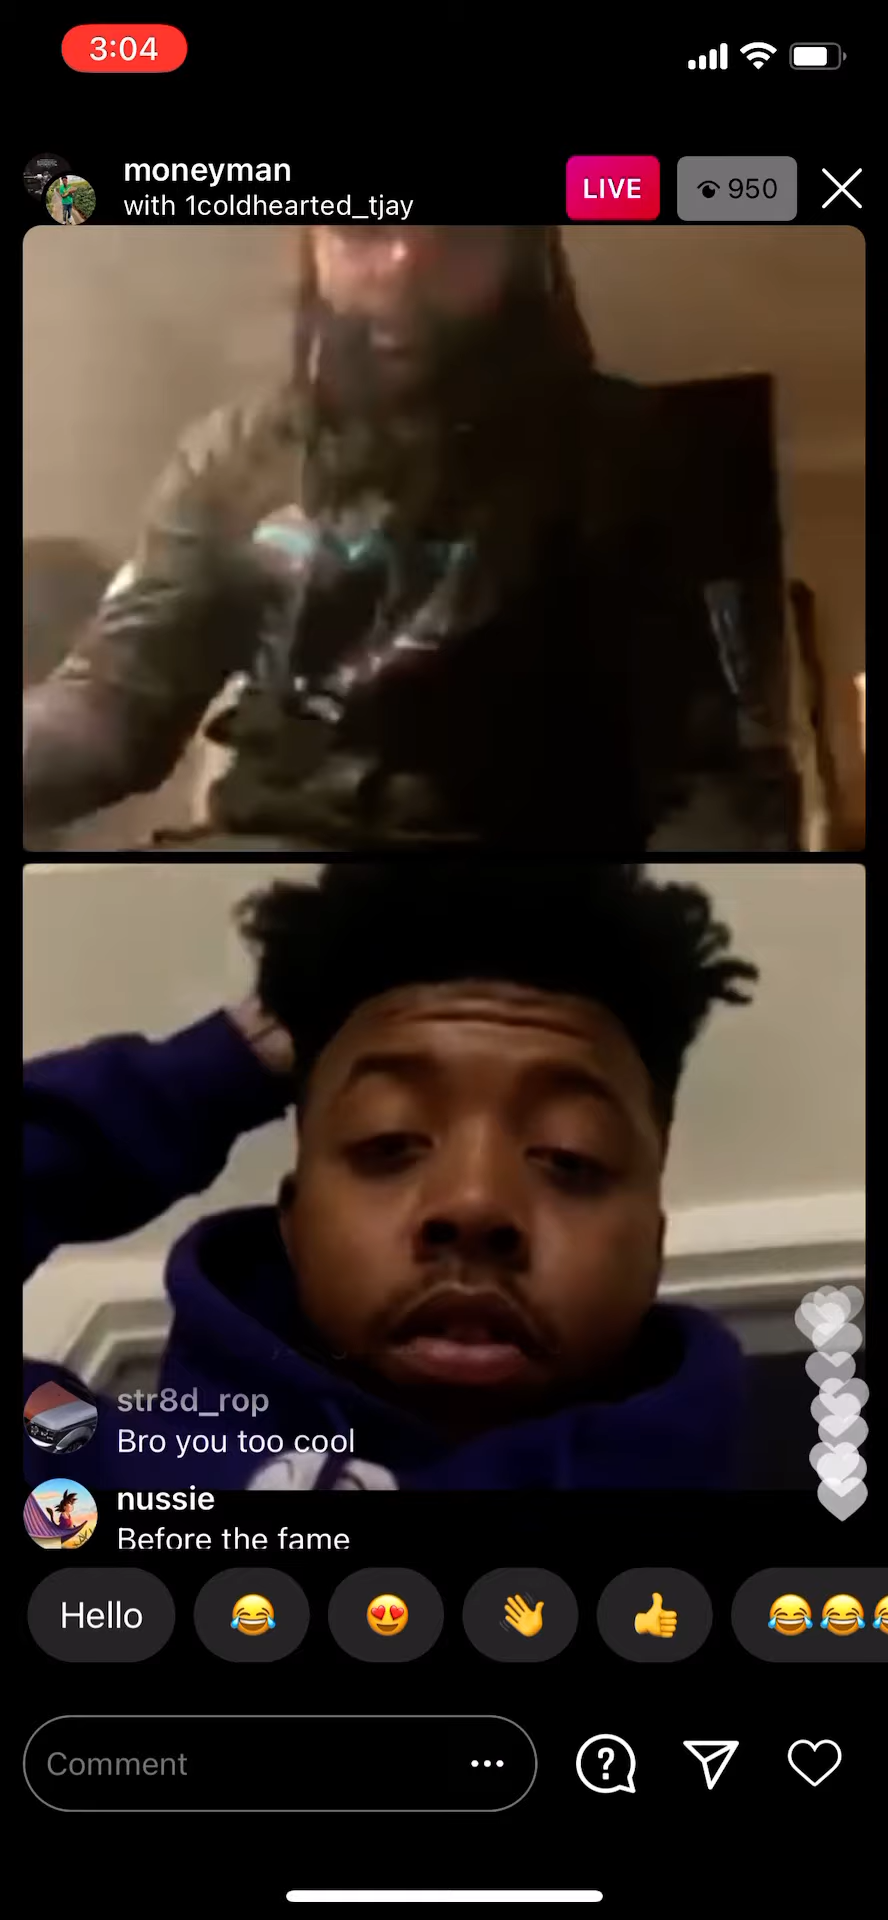 3:04
moneyman
with 1coldhearted_tjay
LIVE
950
str8d_rop
Bro you too cool
nussie
Before the fame
Hello
Comment